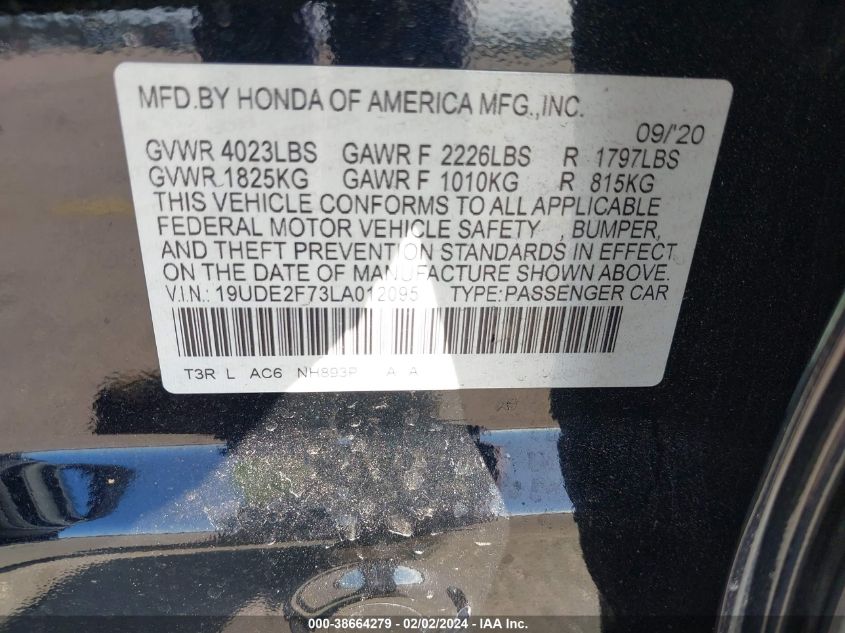 MFD.BY HONDA OF AMERICA MFG.,INC.
09/'20
GVWR 4023LBS GAWR F 2226LBS R 1797LBS
GVWR 1825KG GAWR F 1010KG R 815KG
THIS VEHICLE CONFORMS TO ALL APPLICABLE
FEDERAL MOTOR VEHICLE SAFETY , BUMPER,
AND THEFT PREVENTION STANDARDS IN EFFECT
ON THE DATE OF MANUFACTURE SHOWN ABOVE.
V.I.N.: 19UDE2F73LA012095 TYPE:PASSENGER CAR
T3R L AC6 NH893P A A
000-38664279 - 02/02/2024 - IAA Inc.